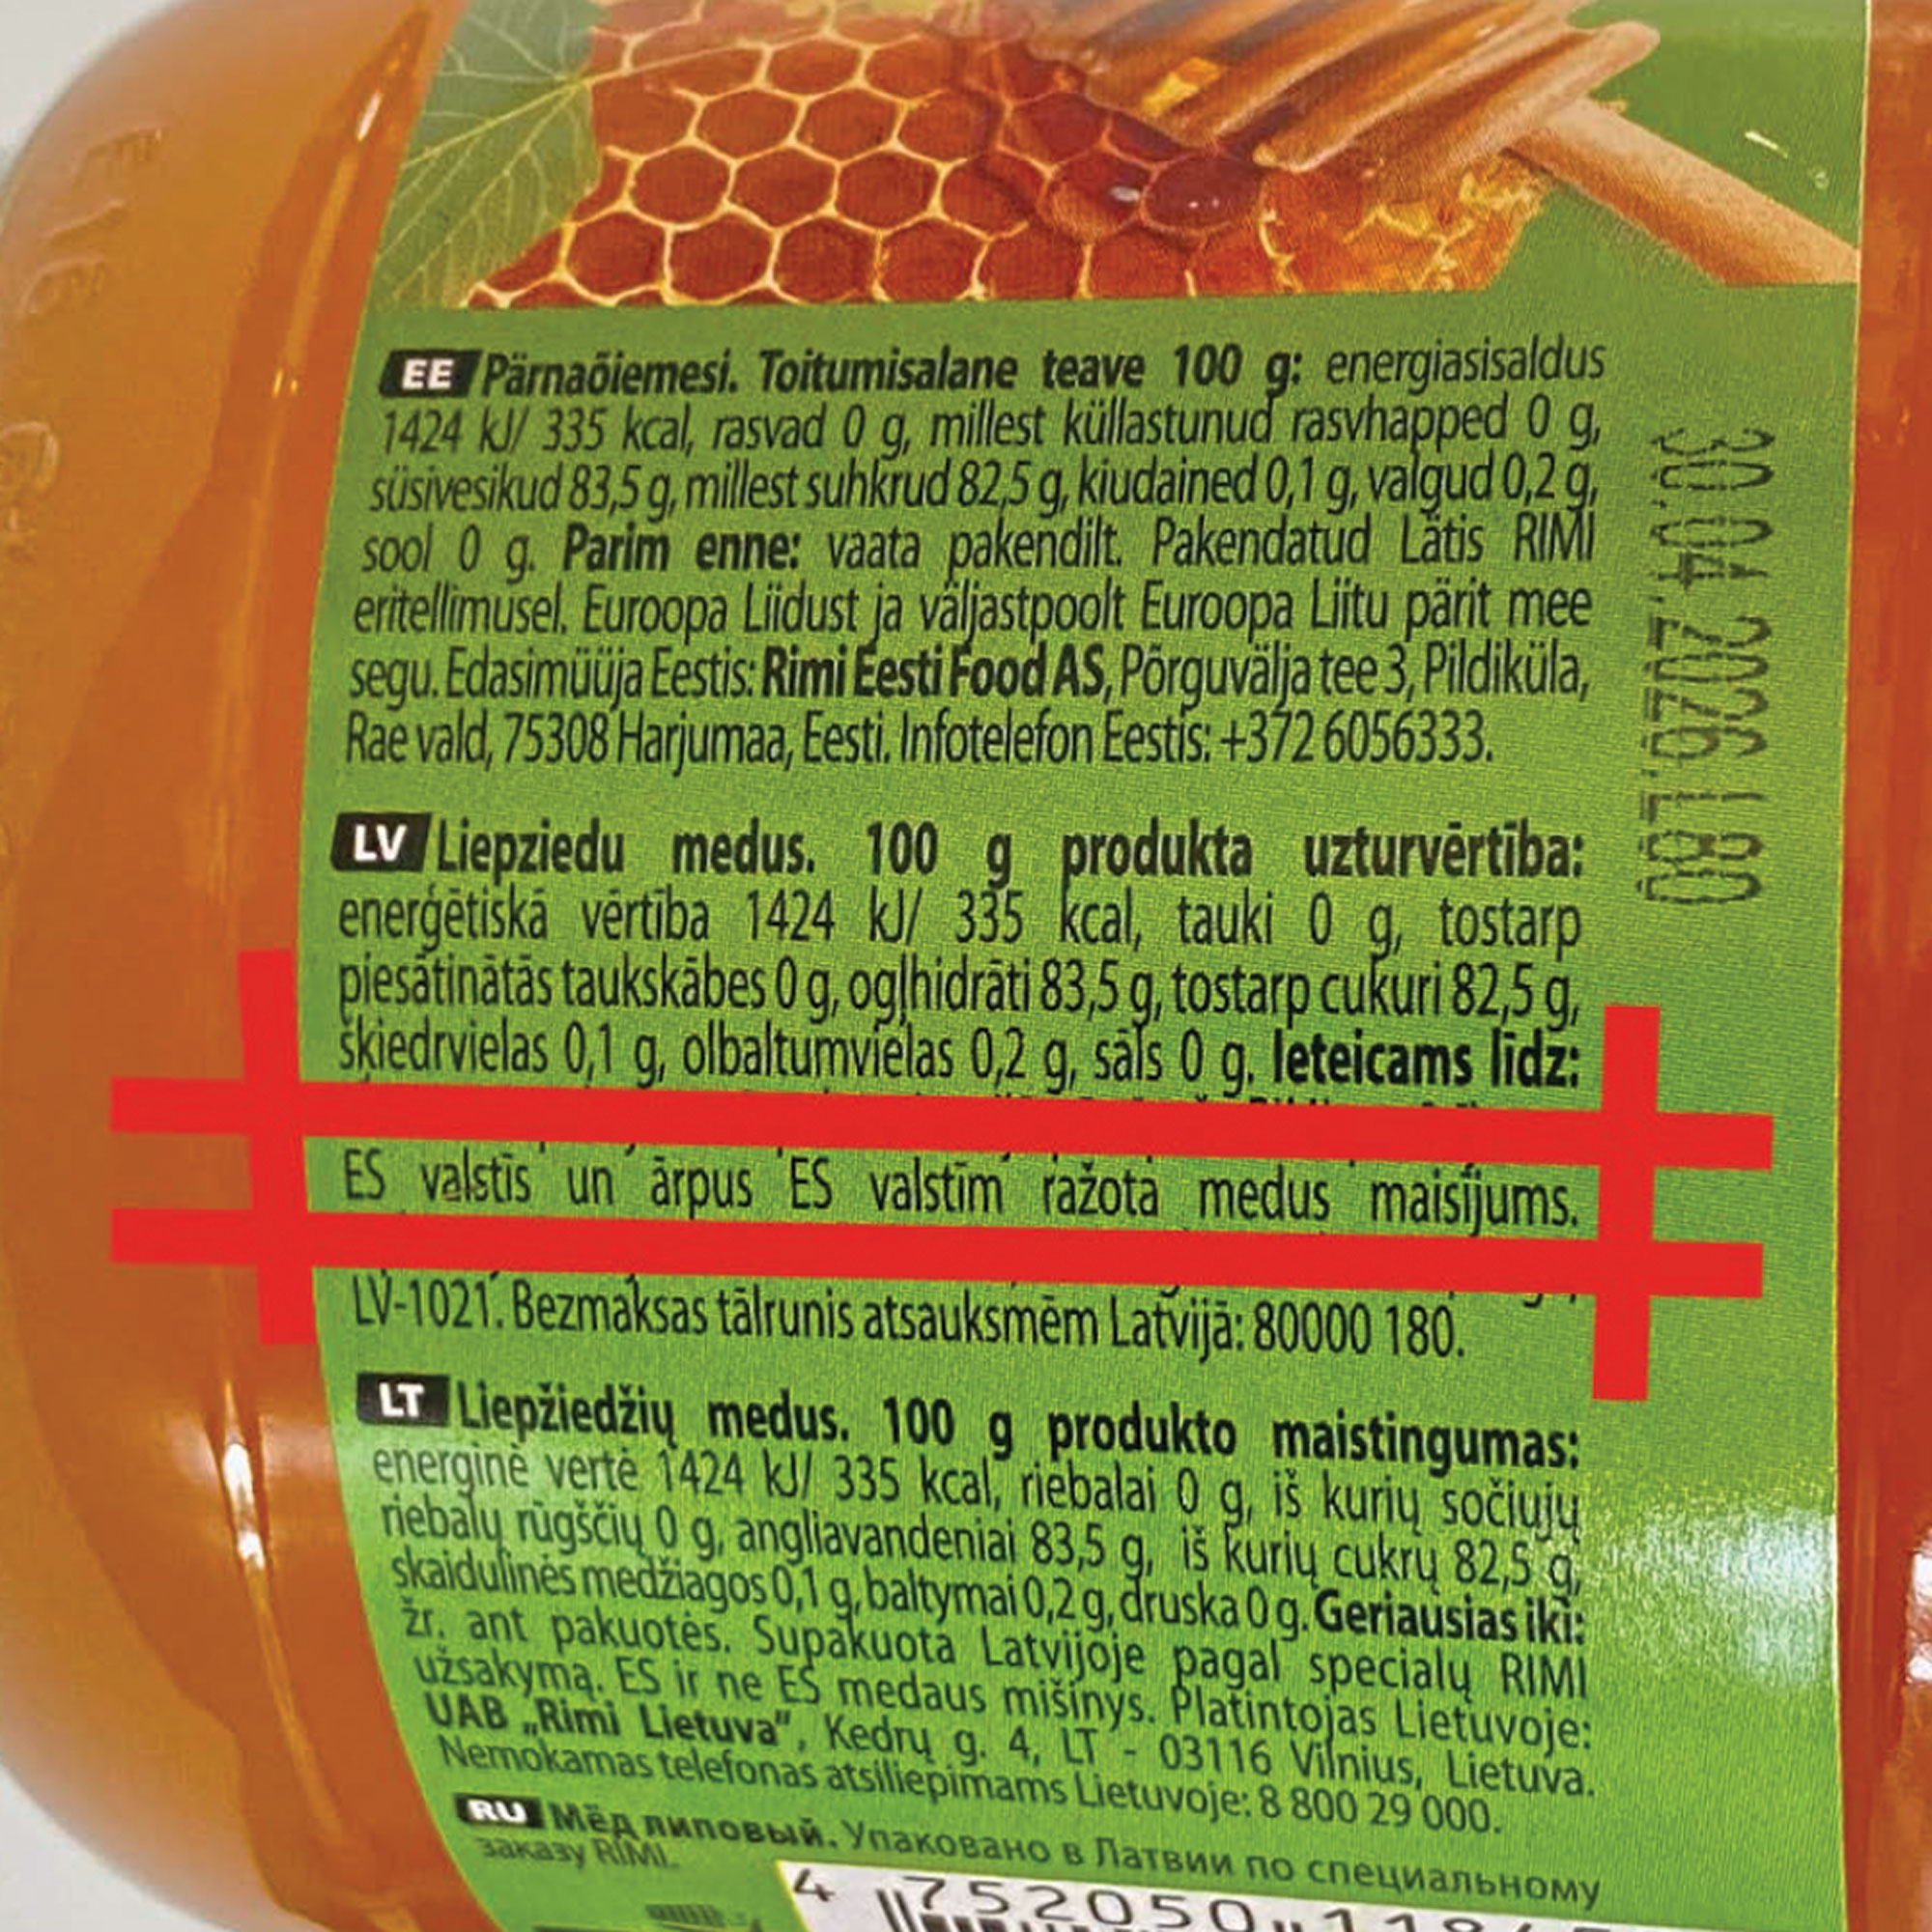 EE Pärnaõiemesi. Toitumisalane teave 100 g: energiasisaldus
1424 kJ/ 335 kcal, rasvad 0 g, millest küllastunud rasvhapped 0 g,
süsivesikud 83,5 g, millest suhkrud 82,5 g, kiudained 0,1 g, valgud 0,2 g,
sool 0 g. Parim enne: vaata pakendilt. Pakendatud Lätis RIMI
eritellimusel. Euroopa Liidust ja väljastpoolt Euroopa Liitu pärit mee
segu. Edasimüüja Eestis: Rimi Eesti Food AS, Põrguvälja tee 3, Pildiküla,
Rae vald, 75308 Harjumaa, Eesti. Infotelefon Eestis: +372 6056333.
30.04.2026 L80
LV Liepziedu medus. 100 g produkta uzturvērtība:
enerģētiskā vērtība 1424 kJ/ 335 kcal, tauki 0 g, tostarp
piesātinātās taukskābes 0 g, ogļhidrāti 83,5 g, tostarp cukuri 82,5 g,
šķiedrvielas 0,1 g, olbaltumvielas 0,2 g, sāls 0 g. Ieteicams līdz:
ES valstīs un ārpus ES valstīm ražota medus maisījums.
LV-1021. Bezmaksas tālrunis atsauksmēm Latvijā: 80000 180.
LT Liepžiedžių medus. 100 g produkto maistingumas:
energinė vertė 1424 kJ/ 335 kcal, riebalai 0 g, iš kurių sočiųjų
riebalų rūgščių 0 g, angliavandeniai 83,5 g, iš kurių cukrų 82,5 g,
skaidulinės medžiagos 0,1 g, baltymai 0,2 g, druska 0 g. Geriausias iki:
žr. ant pakuotės. Supakuota Latvijoje pagal specialų RIMI
užsakymą. ES ir ne ES medaus mišinys. Platintojas Lietuvoje:
UAB „Rimi Lietuva", Kedrų g. 4, LT - 03116 Vilnius, Lietuva.
Nemokamas telefonas atsiliepimams Lietuvoje: 8 800 29 000.
RU Мёд липовый. Упаковано в Латвии по специальному
заказу RIMI.
4 752050